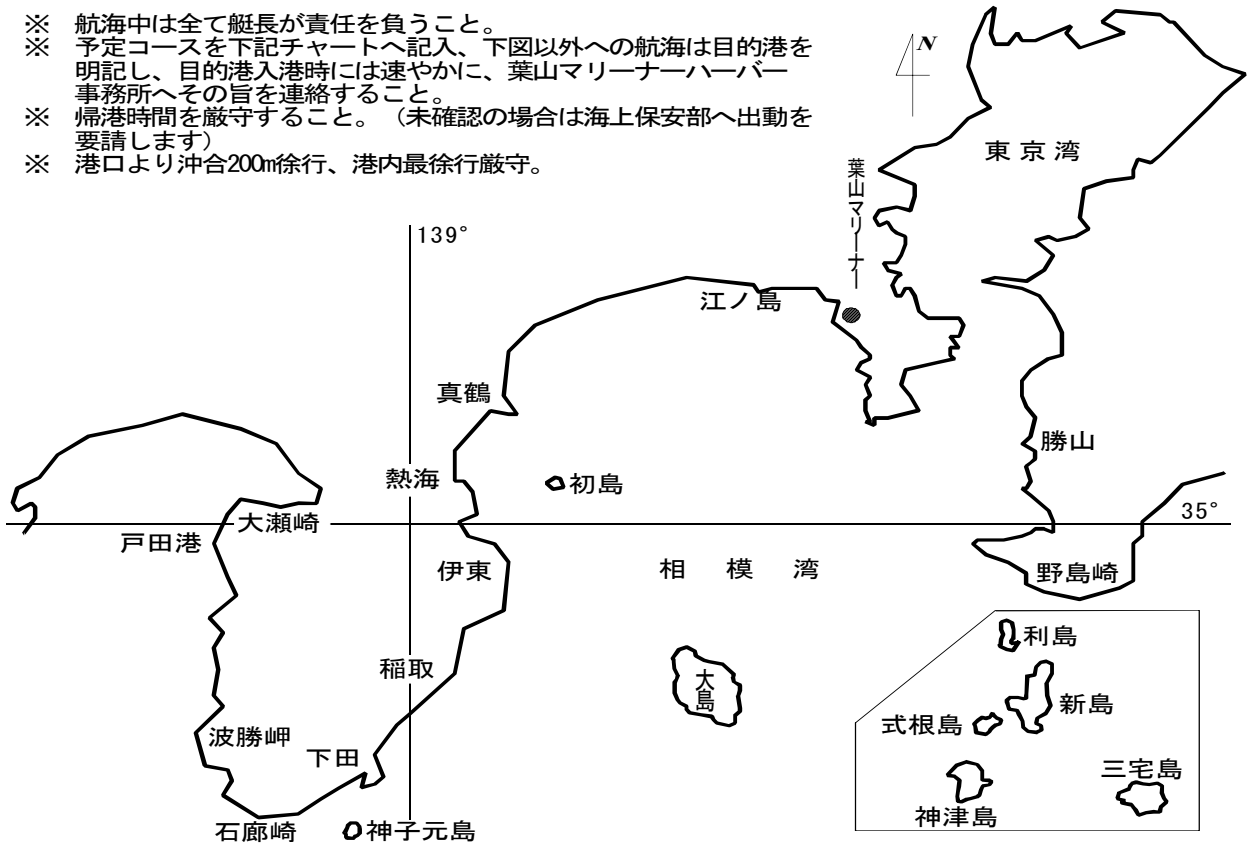 ※　航海中は全て艇長が責任を負うこと。
※　予定コースを下記チャートへ記入、下図以外への航海は目的港を
明記し、目的港入港時には速やかに、葉山マリーナーハーバー
事務所へその旨を連絡すること。
※　帰港時間を厳守すること。（未確認の場合は海上保安部へ出動を
要請します）
※　港口より沖合200m徐行、港内最徐行厳守。
N
東京湾
葉山マリーナー
139°
江ノ島
真鶴
勝山
熱海
初島
35°
大瀬崎
戸田港
伊東
相模湾
野島崎
利島
稲取
大島
新島
式根島
波勝岬
下田
三宅島
神津島
石廊崎
神子元島